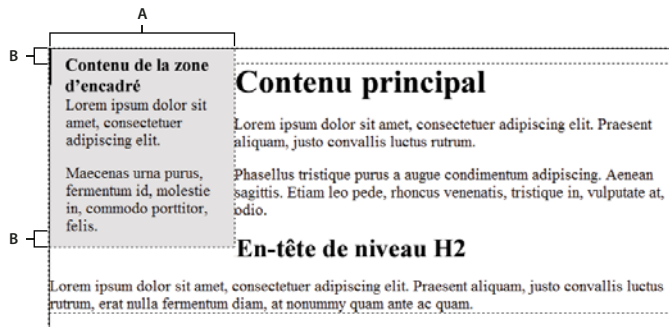 A
B
B
Contenu de la zone
d'encadré
Lorem ipsum dolor sit
amet, consectetuer
adipiscing elit.
Maecenas urna purus,
fermentum id, molestie
in, commodo porttitor,
felis.
Contenu principal
Lorem ipsum dolor sit amet, consectetuer adipiscing elit. Praesent
aliquam, justo convallis luctus rutrum.
Phasellus tristique purus a augue condimentum adipiscing. Aenean
sagittis. Etiam leo pede, rhoncus venenatis, tristique in, vulputate at,
odio.
En-tête de niveau H2
Lorem ipsum dolor sit amet, consectetuer adipiscing elit. Praesent aliquam, justo convallis luctus
rutrum, erat nulla fermentum diam, at nonummy quam ante ac quam.